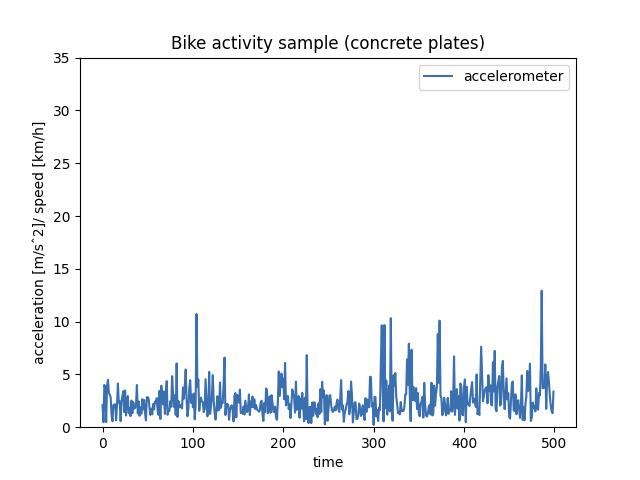 Bike activity sample (concrete plates)
accelerometer
acceleration [m/sˆ2]/ speed [km/h]
35
30
25
20
15
10
5
0
0 100 200 300 400 500
time